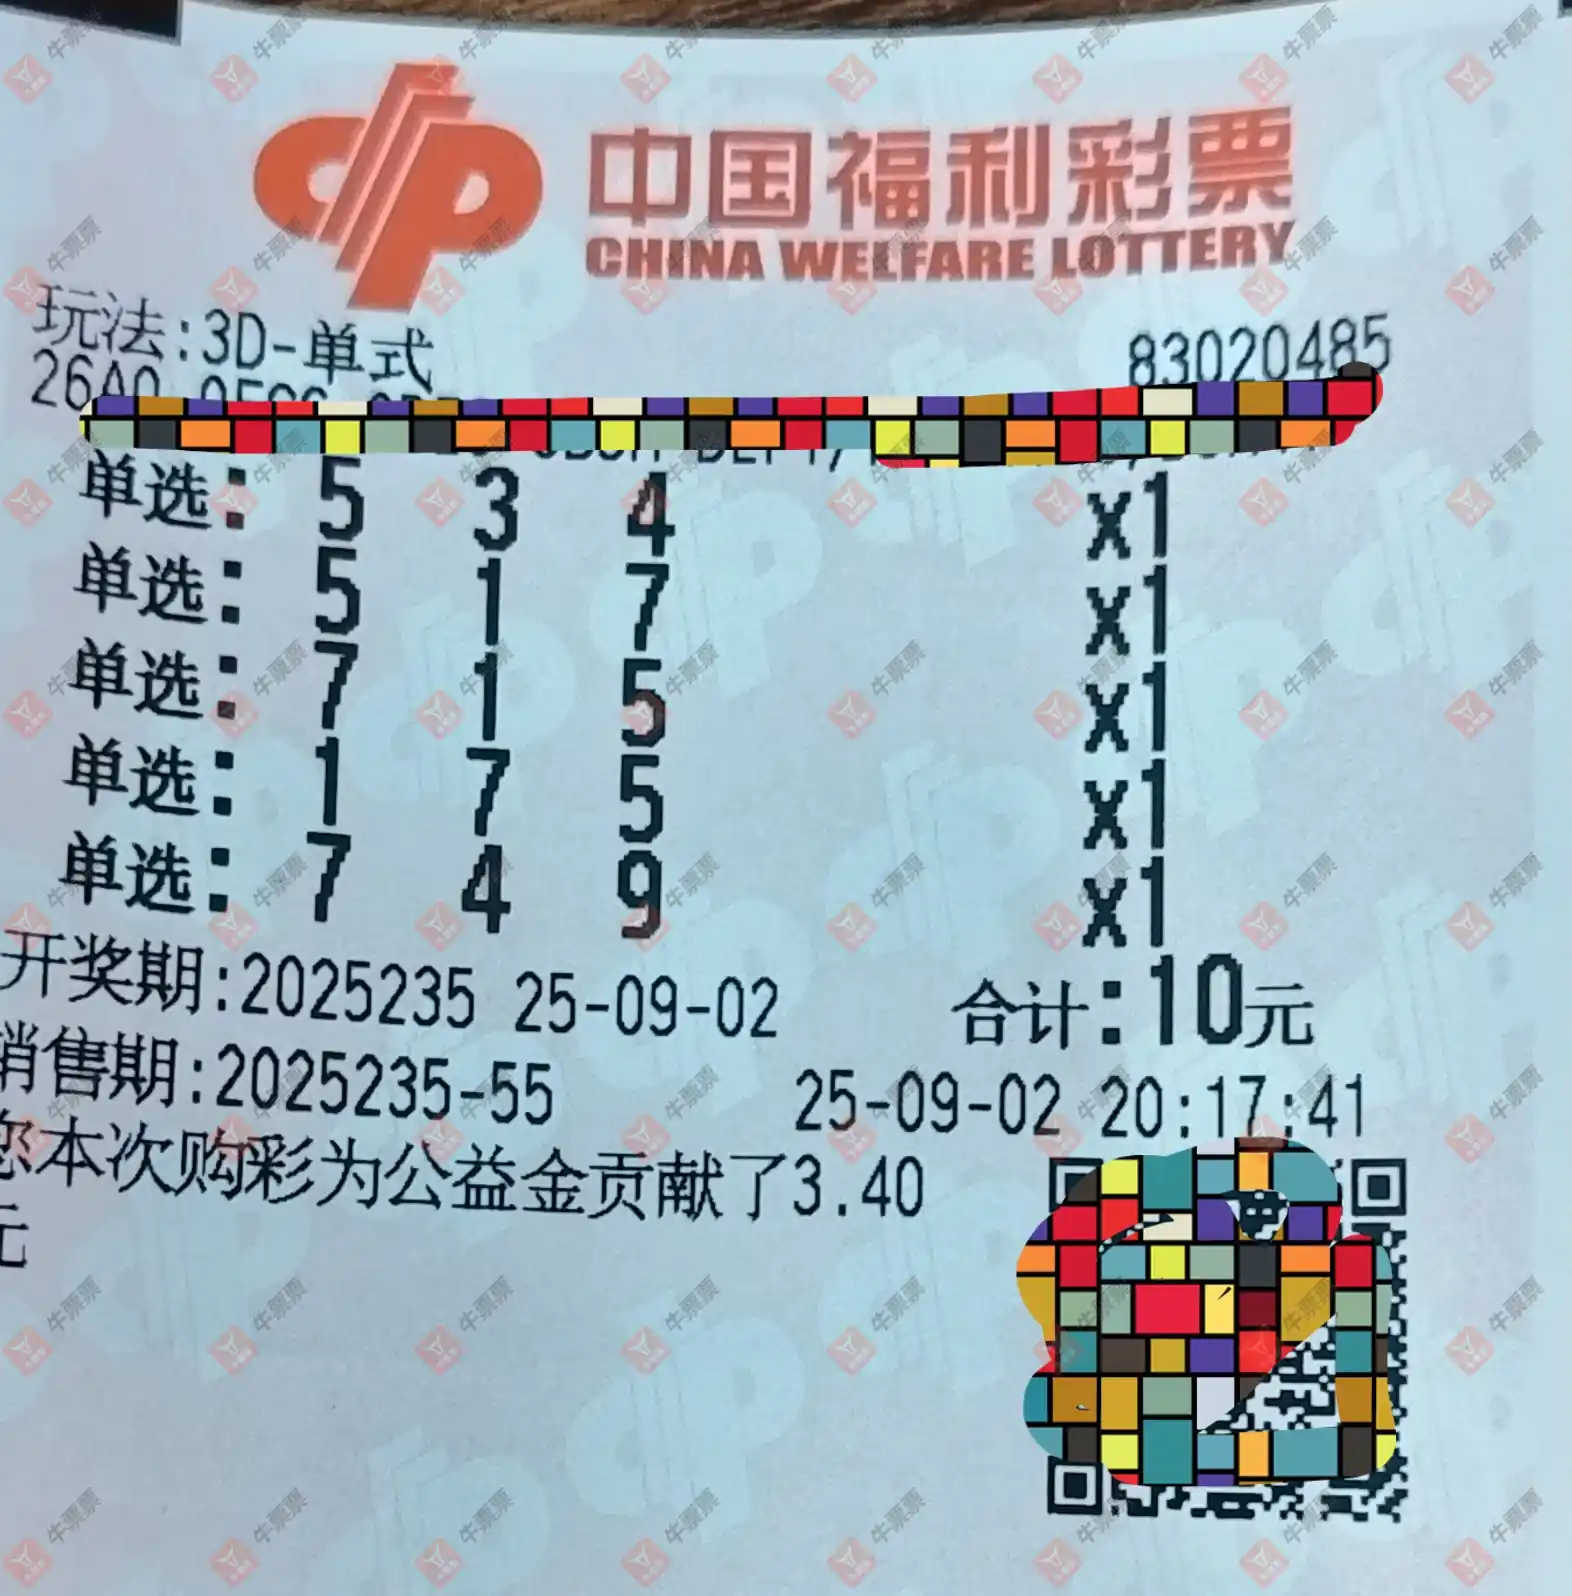 中国福利彩票
CHINA WELFARE LOTTERY
玩法:3D-单式 83020485
26A0
单选: 5 3 4 x1
单选: 5 1 7 x1
单选: 7 1 5 x1
单选: 1 7 5 x1
单选: 7 4 9 x1
开奖期:2025235 25-09-02 合计:10元
销售期:2025235-55 25-09-02 20:17:41
您本次购彩为公益金贡献了3.40
元
牛票票